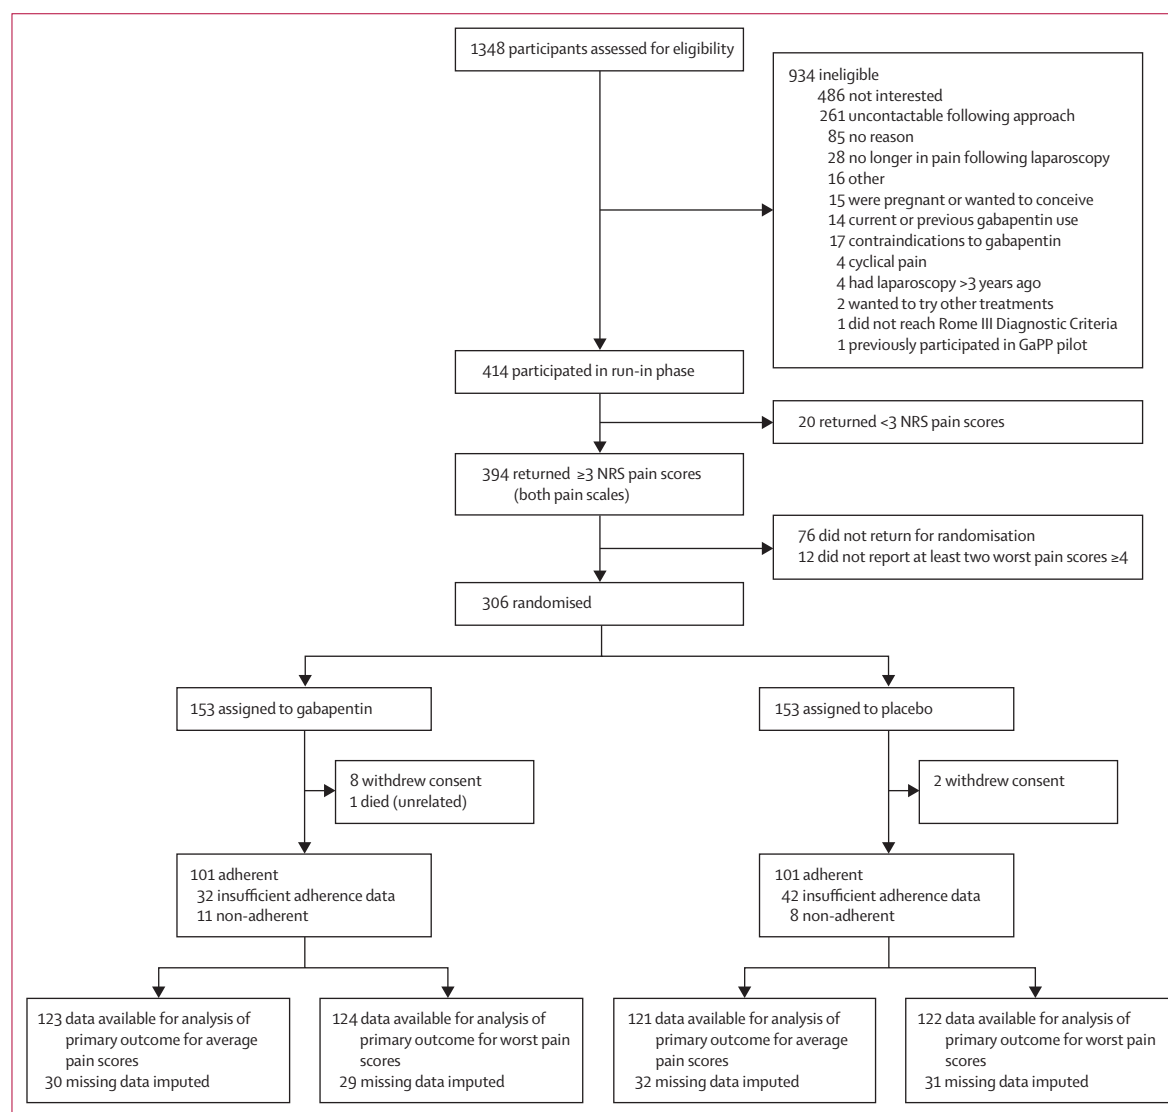 1348 participants assessed for eligibility
934 ineligible
486 not interested
261 uncontactable following approach
85 no reason
28 no longer in pain following laparoscopy
16 other
15 were pregnant or wanted to conceive
14 current or previous gabapentin use
17 contraindications to gabapentin
4 cyclical pain
4 had laparoscopy >3 years ago
2 wanted to try other treatments
1 did not reach Rome III Diagnostic Criteria
1 previously participated in GaPP pilot
414 participated in run-in phase
20 returned <3 NRS pain scores
394 returned ≥3 NRS pain scores
(both pain scales)
76 did not return for randomisation
12 did not report at least two worst pain scores ≥4
306 randomised
153 assigned to gabapentin
153 assigned to placebo
8 withdrew consent
1 died (unrelated)
2 withdrew consent
101 adherent
32 insufficient adherence data
11 non-adherent
101 adherent
42 insufficient adherence data
8 non-adherent
123 data available for analysis of
primary outcome for average
pain scores
30 missing data imputed
124 data available for analysis of
primary outcome for worst pain
scores
29 missing data imputed
121 data available for analysis of
primary outcome for average
pain scores
32 missing data imputed
122 data available for analysis of
primary outcome for worst pain
scores
31 missing data imputed